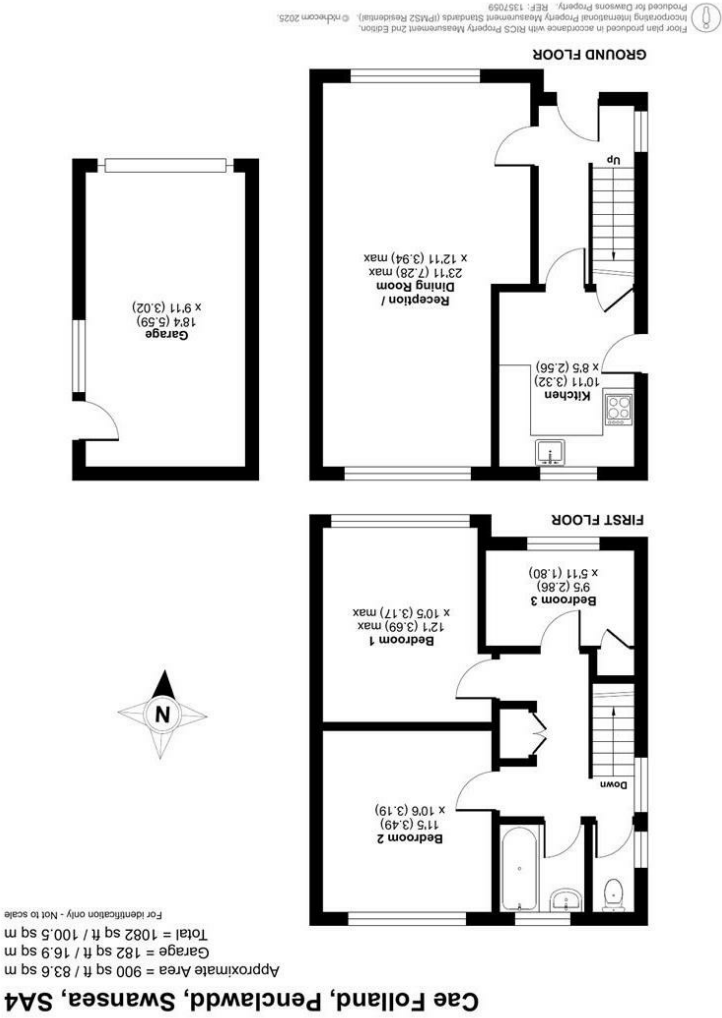 Cae Folland, Penclawdd, Swansea, SA4
Approximate Area = 900 sq ft / 83.6 sq m
Garage = 182 sq ft / 16.9 sq m
Total = 1082 sq ft / 100.5 sq m
For identification only - Not to scale
Down
Bedroom 2
11'5 (3.49)
x 10'6 (3.19)
N
Bedroom 3
9'5 (2.86)
x 5'11 (1.80)
Bedroom 1
12'1 (3.69) max
x 10'5 (3.17) max
FIRST FLOOR
Kitchen
10'11 (3.32)
x 8'5 (2.56)
Reception /
Dining Room
23'11 (7.28) max
x 12'11 (3.94) max
Garage
18'4 (5.59)
x 9'11 (3.02)
Up
GROUND FLOOR
Floor plan produced in accordance with RICS Property Measurement 2nd Edition,
Incorporating International Property Measurement Standards (IPMS2 Residential). © nichecom 2025.
Produced for Dawsons Property. REF: 1357059